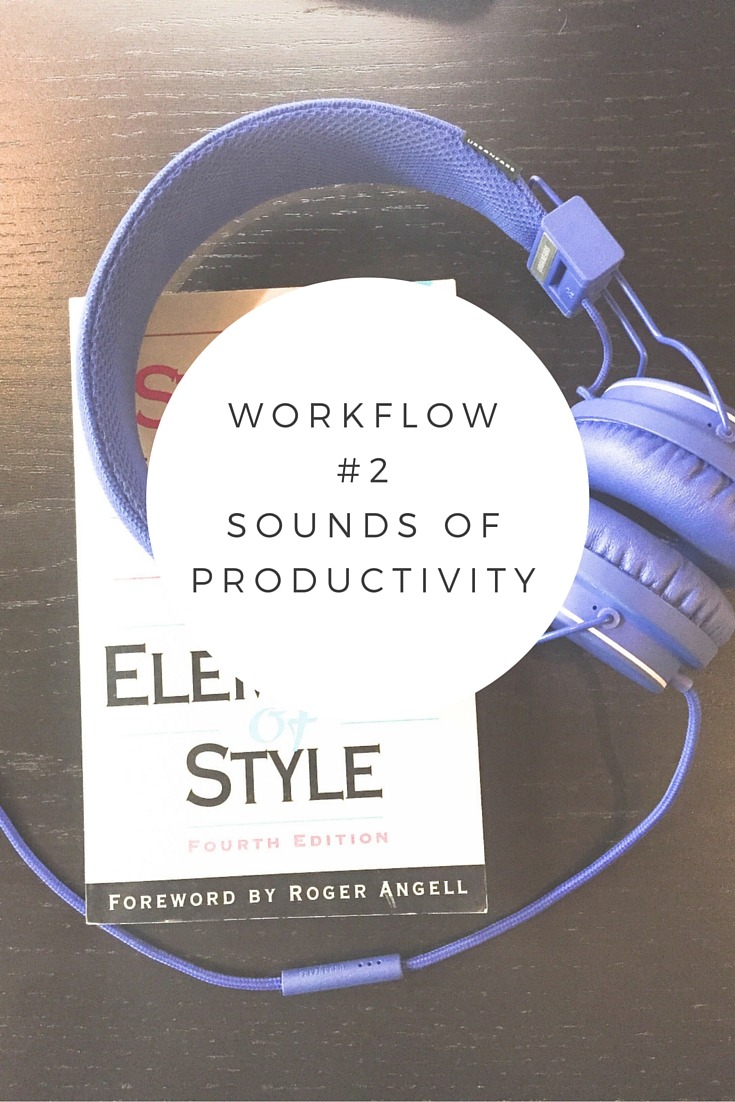 WORKFLOW
#2
SOUNDS OF
PRODUCTIVITY
STYLE
FOURTH EDITION
FOREWORD BY ROGER ANGELL